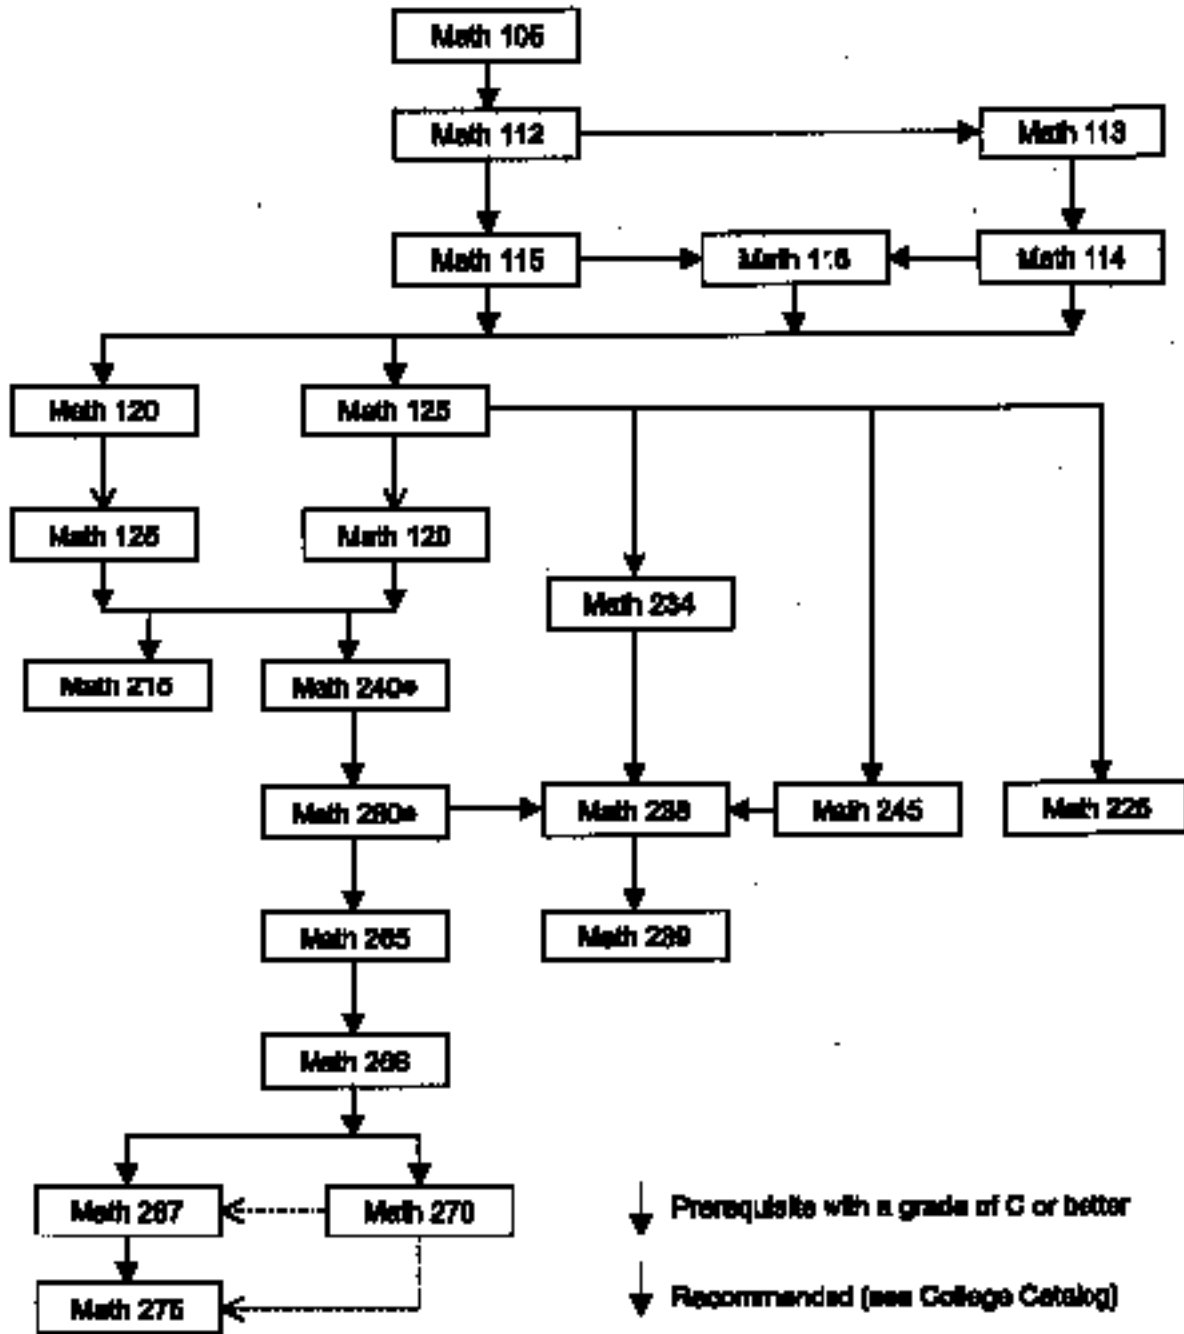 Math 105
Math 112
Math 113
Math 115
Math
Math 114
Math 120
Math 125
Math 125
Math 120
Math 234
Math 215
Math 240*
Math 260*
Math 238
Math 245
Math 225
Math 265
Math 239
Math 266
Math 267
Math 270
Prerequisite with a grade of C or better
Math 275
Recommended (see College Catalog)